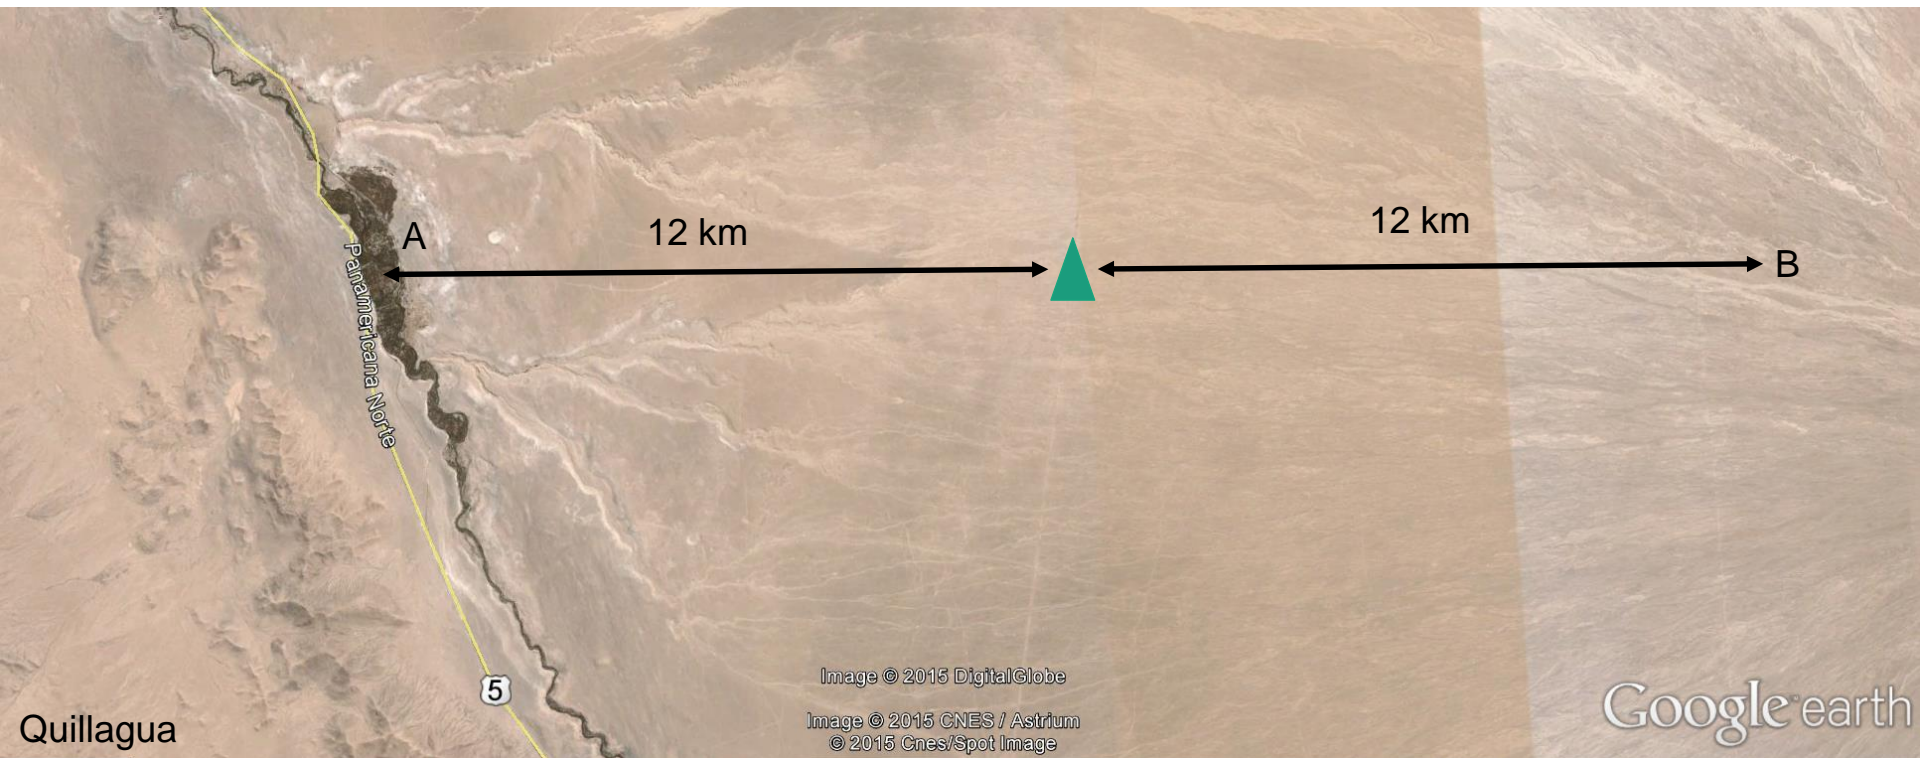 A
12 km
12 km
B
Panamericana Norte
5
Image © 2015 DigitalGlobe
Image © 2015 CNES / Astrium
© 2015 Cnes/Spot Image
Quillagua
Google earth